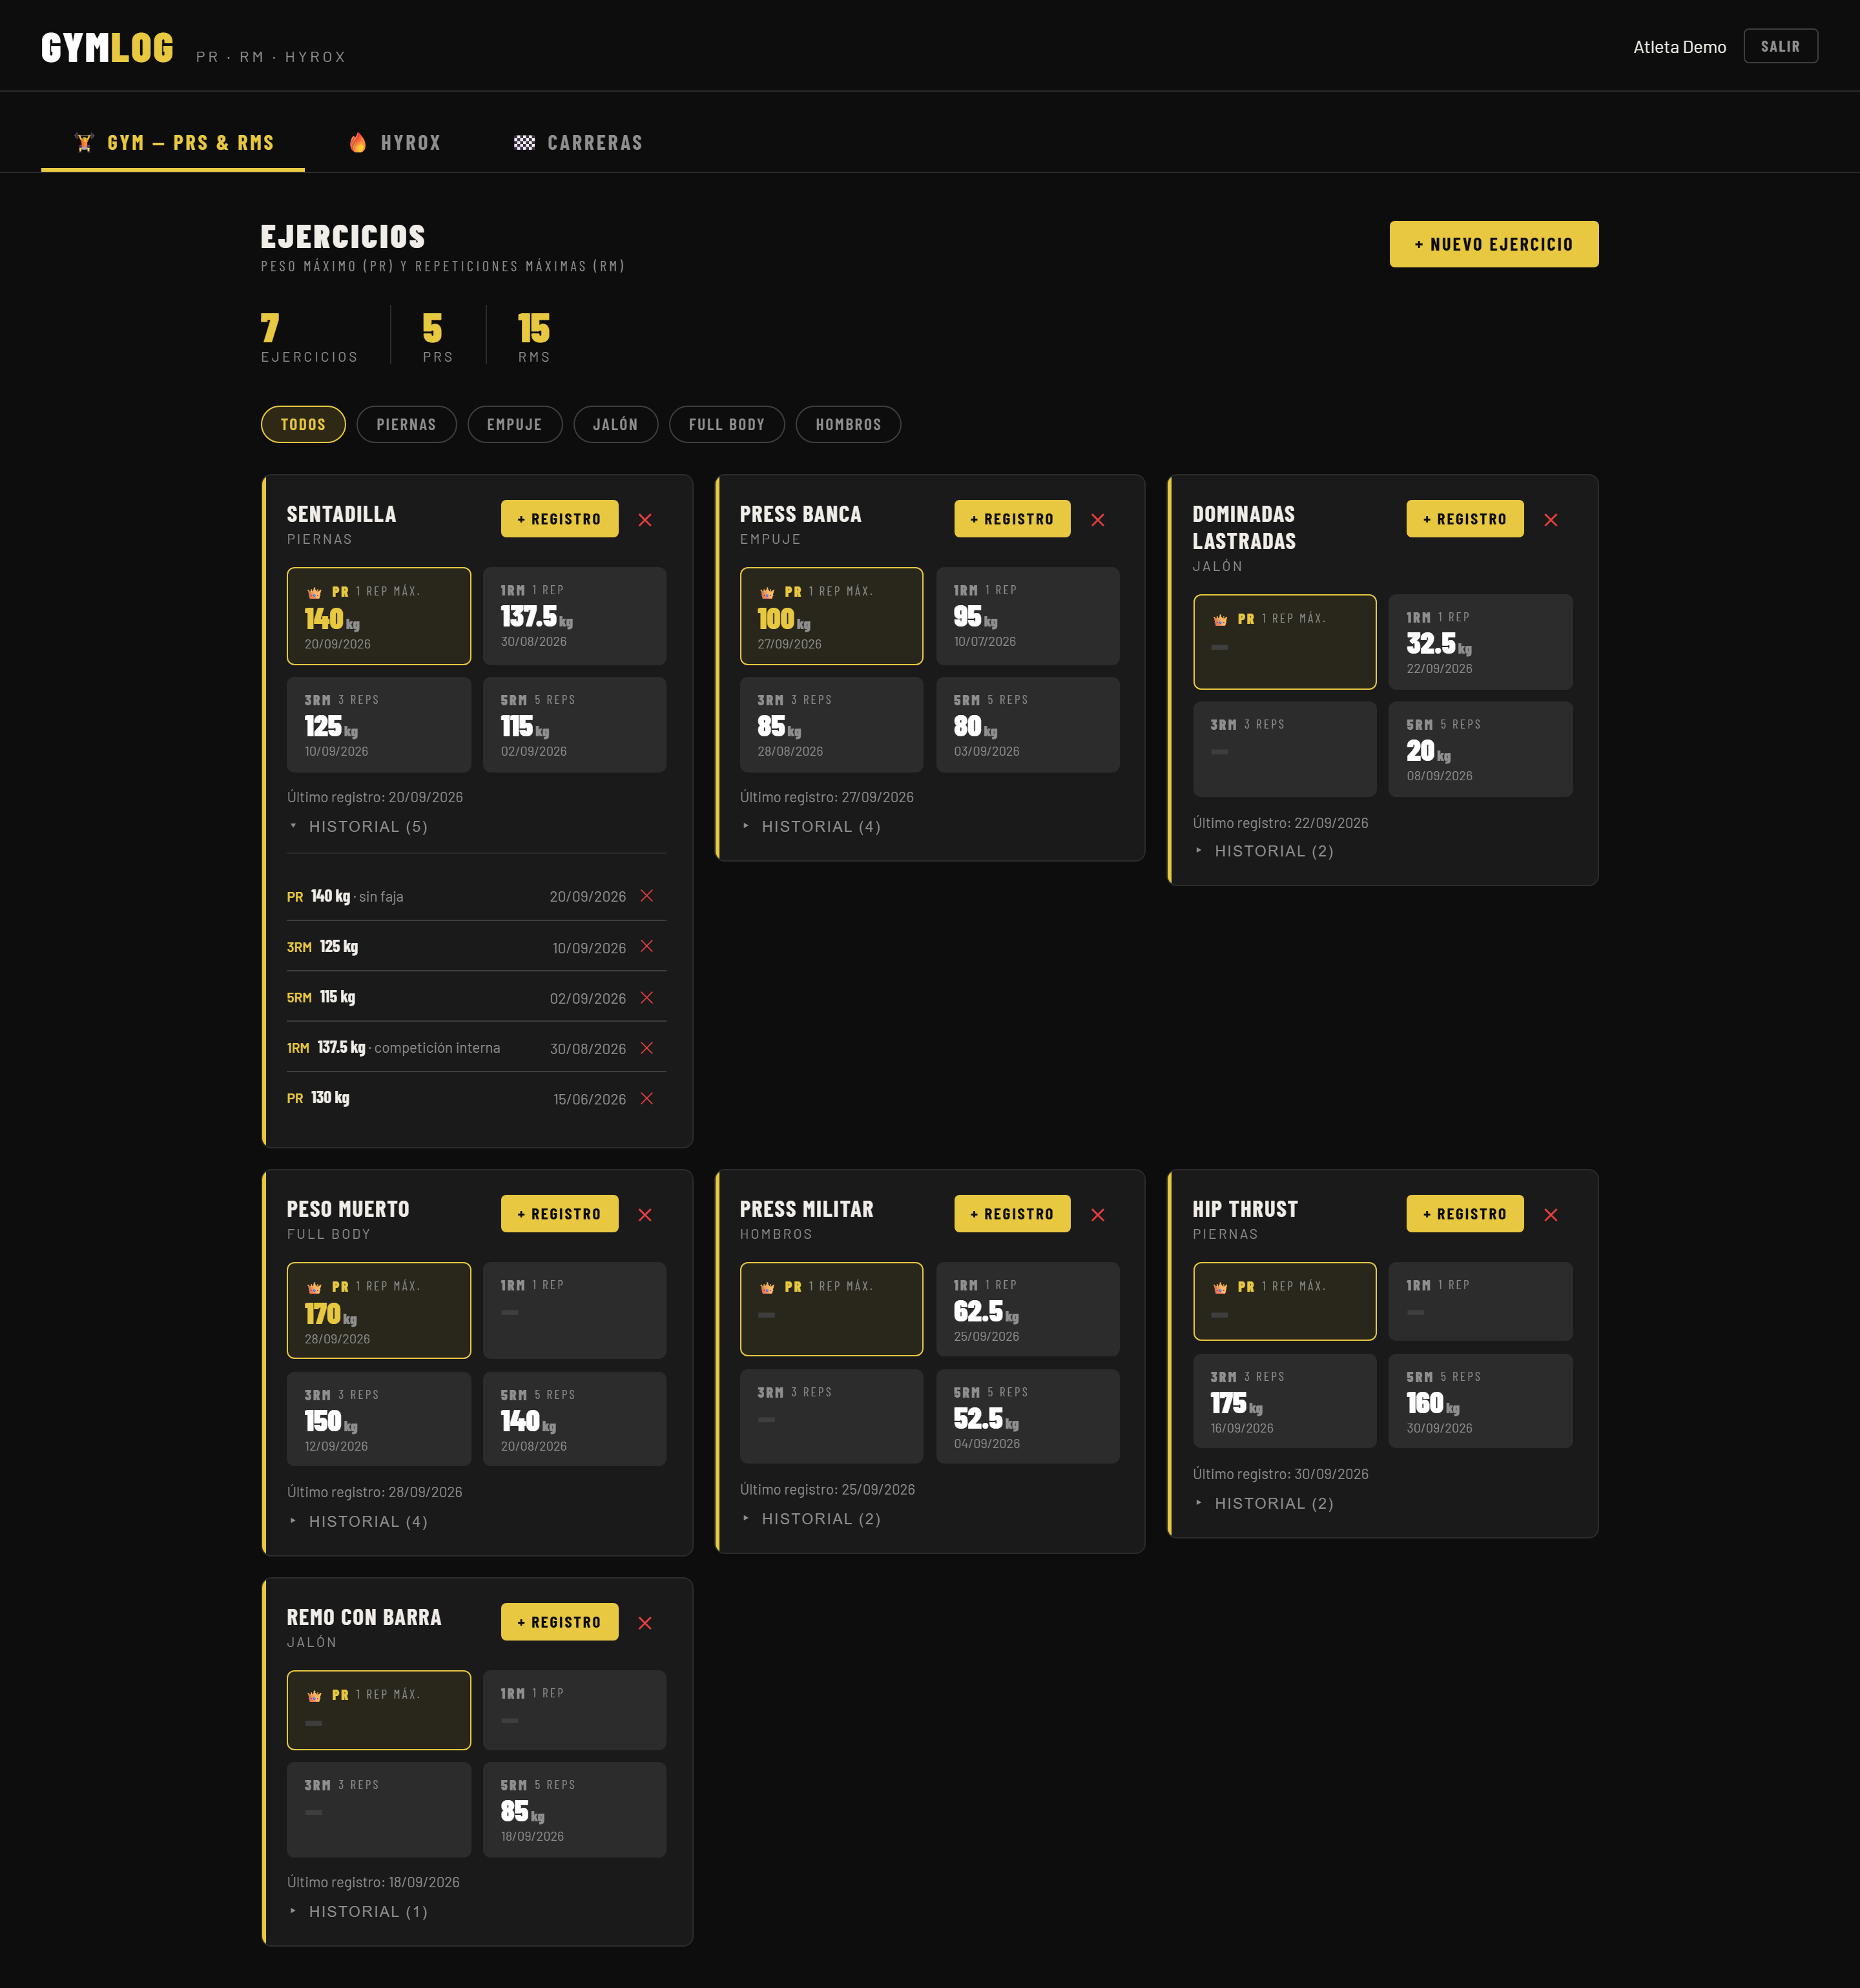 GYMLOG PR · RM · HYROX
Atleta Demo SALIR
GYM — PRS & RMS HYROX CARRERAS
EJERCICIOS
PESO MÁXIMO (PR) Y REPETICIONES MÁXIMAS (RM)
+ NUEVO EJERCICIO
7
EJERCICIOS
5
PRS
15
RMS
TODOS PIERNAS EMPUJE JALÓN FULL BODY HOMBROS
SENTADILLA
PIERNAS
+ REGISTRO
PR 1 REP MÁX.
140 kg
20/09/2026
1RM 1 REP
137.5 kg
30/08/2026
3RM 3 REPS
125 kg
10/09/2026
5RM 5 REPS
115 kg
02/09/2026
Último registro: 20/09/2026
HISTORIAL (5)
PR 140 kg · sin faja 20/09/2026
3RM 125 kg 10/09/2026
5RM 115 kg 02/09/2026
1RM 137.5 kg · competición interna 30/08/2026
PR 130 kg 15/06/2026
PRESS BANCA
EMPUJE
+ REGISTRO
PR 1 REP MÁX.
100 kg
27/09/2026
1RM 1 REP
95 kg
10/07/2026
3RM 3 REPS
85 kg
28/08/2026
5RM 5 REPS
80 kg
03/09/2026
Último registro: 27/09/2026
HISTORIAL (4)
DOMINADAS
LASTRADAS
JALÓN
+ REGISTRO
PR 1 REP MÁX.
—
1RM 1 REP
32.5 kg
22/09/2026
3RM 3 REPS
—
5RM 5 REPS
20 kg
08/09/2026
Último registro: 22/09/2026
HISTORIAL (2)
PESO MUERTO
FULL BODY
+ REGISTRO
PR 1 REP MÁX.
170 kg
28/09/2026
1RM 1 REP
—
3RM 3 REPS
150 kg
12/09/2026
5RM 5 REPS
140 kg
20/08/2026
Último registro: 28/09/2026
HISTORIAL (4)
PRESS MILITAR
HOMBROS
+ REGISTRO
PR 1 REP MÁX.
—
1RM 1 REP
62.5 kg
25/09/2026
3RM 3 REPS
—
5RM 5 REPS
52.5 kg
04/09/2026
Último registro: 25/09/2026
HISTORIAL (2)
HIP THRUST
PIERNAS
+ REGISTRO
PR 1 REP MÁX.
—
1RM 1 REP
—
3RM 3 REPS
175 kg
16/09/2026
5RM 5 REPS
160 kg
30/09/2026
Último registro: 30/09/2026
HISTORIAL (2)
REMO CON BARRA
JALÓN
+ REGISTRO
PR 1 REP MÁX.
—
1RM 1 REP
—
3RM 3 REPS
—
5RM 5 REPS
85 kg
18/09/2026
Último registro: 18/09/2026
HISTORIAL (1)